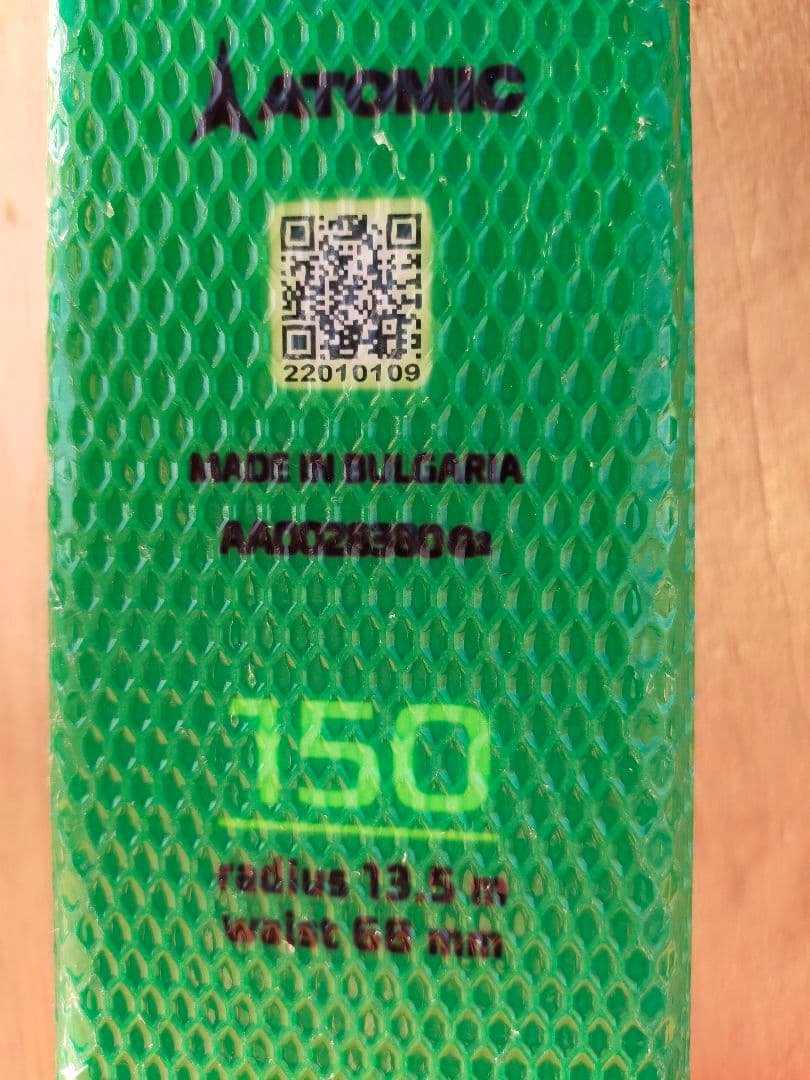 ATOMIC
22010109
MADE IN BULGARIA
150
radius 13.5 m
waist 68 mm